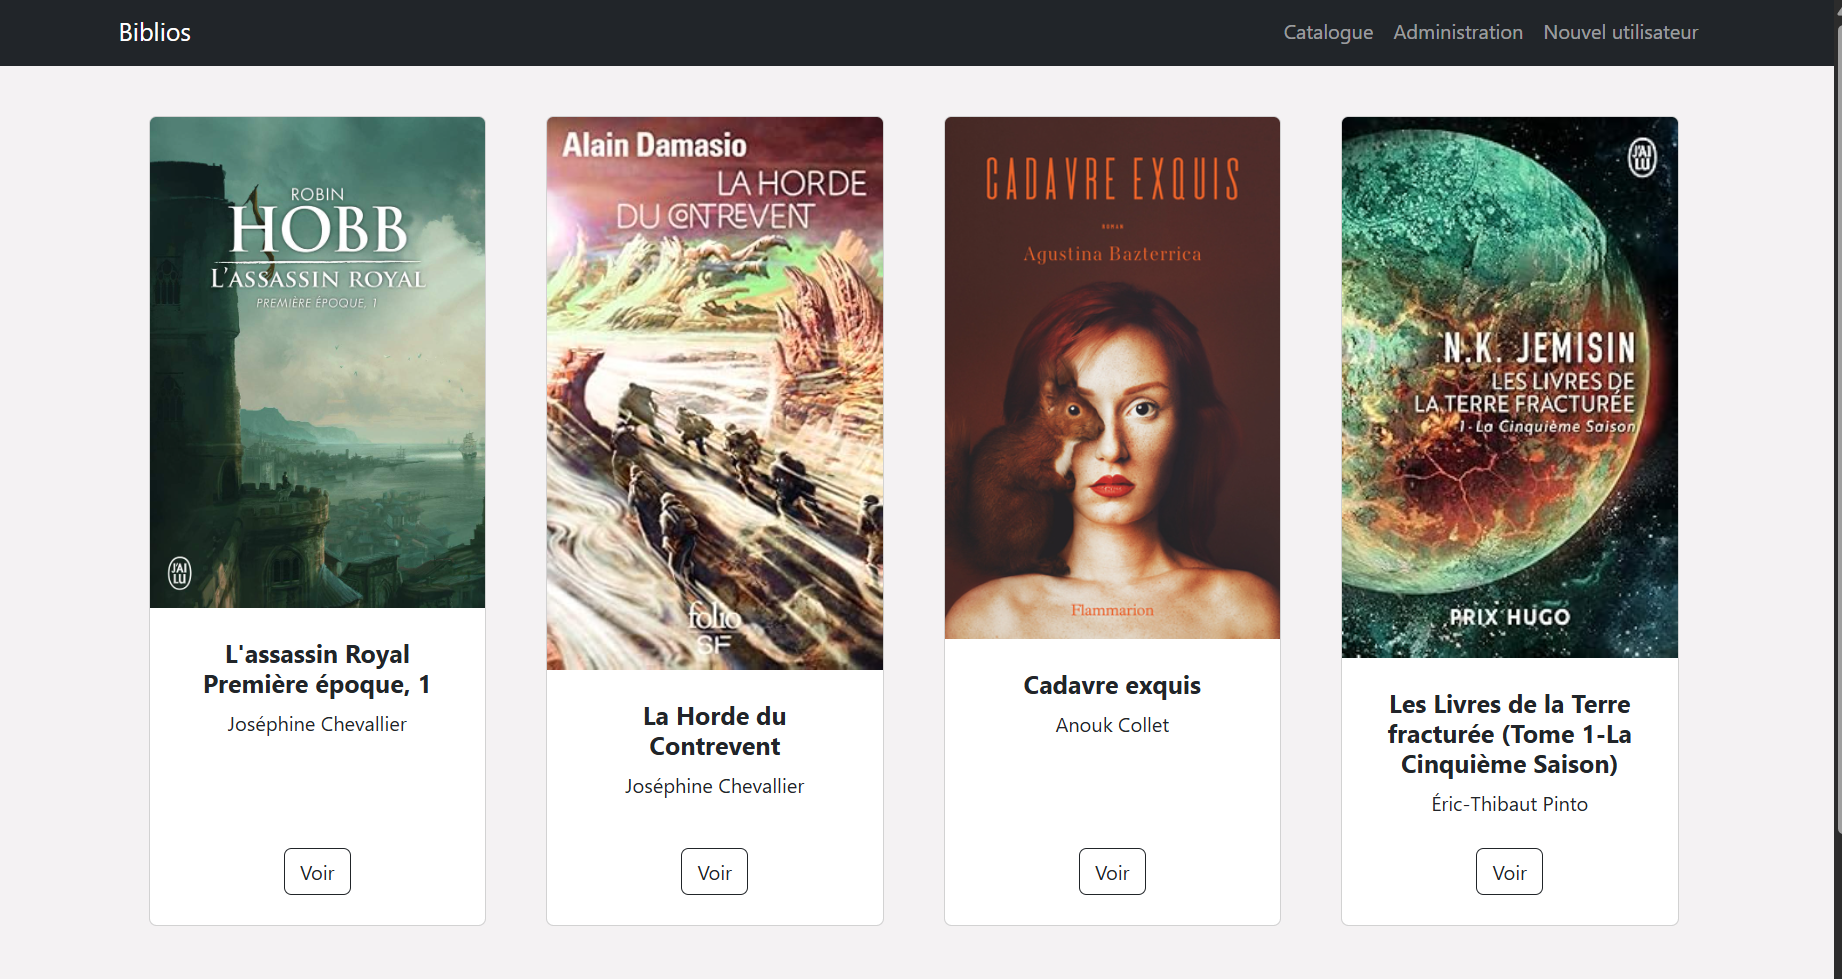 Biblios
Catalogue Administration Nouvel utilisateur
ROBIN
HOBB
L'ASSASSIN ROYAL
PREMIÈRE ÉPOQUE, 1
J'AI
LU
L'assassin Royal
Première époque, 1
Joséphine Chevallier
Voir
Alain Damasio
LA HORDE
DU CONTREVENT
folio
SF
La Horde du
Contrevent
Joséphine Chevallier
Voir
CADAVRE EXQUIS
ROMAN
Agustina Bazterrica
Flammarion
Cadavre exquis
Anouk Collet
Voir
J'AI
LU
N.K. JEMISIN
LES LIVRES DE
LA TERRE FRACTURÉE
1 - La Cinquième Saison
PRIX HUGO
Les Livres de la Terre
fracturée (Tome 1-La
Cinquième Saison)
Éric-Thibaut Pinto
Voir